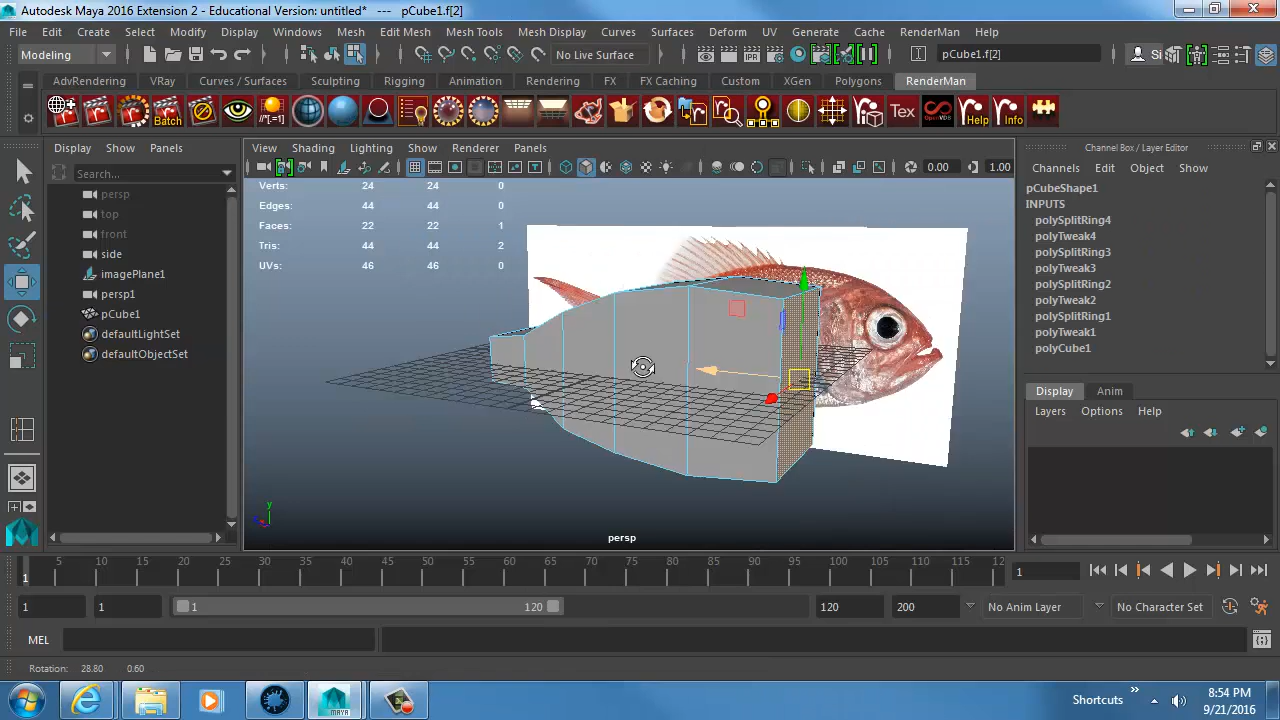 Autodesk Maya 2016 Extension 2 - Educational Version: untitled*   ---   pCube1.f[2]
File Edit Create Select Modify Display Windows Mesh Edit Mesh Mesh Tools Mesh Display Curves Surfaces Deform UV Generate Cache RenderMan Help
Modeling No Live Surface IPR pCube1.f[2] Si
AdvRendering VRay Curves / Surfaces Sculpting Rigging Animation Rendering FX FX Caching Custom XGen Polygons RenderMan
Batch //*[.=!] Tex OpenVDB Help Info
Display Show Panels View Shading Lighting Show Renderer Panels Channel Box / Layer Editor
Search... 0.00 1.00 Channels Edit Object Show
persp
top
front
side
imagePlane1
persp1
pCube1
defaultLightSet
defaultObjectSet
Verts: 24 24 0
Edges: 44 44 0
Faces: 22 22 1
Tris: 44 44 2
UVs: 46 46 0
y
persp
pCubeShape1
INPUTS
polySplitRing4
polyTweak4
polySplitRing3
polyTweak3
polySplitRing2
polyTweak2
polySplitRing1
polyTweak1
polyCube1
Display Anim
Layers Options Help
1 5 10 15 20 25 30 35 40 45 50 55 60 65 70 75 80 85 90 95 100 105 110 115 12 1
1 1 1 120 120 200 No Anim Layer No Character Set
MEL
Rotation: 28.80 0.60
MAYA Shortcuts 8:54 PM
9/21/2016